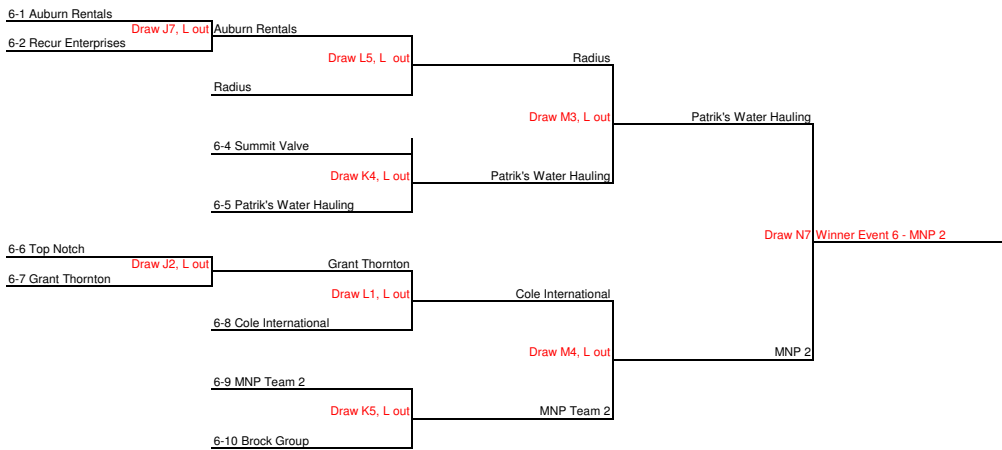 6-1 Auburn Rentals
Draw J7, L out
Auburn Rentals
6-2 Recur Enterprises
Draw L5, L  out
Radius
Radius
Draw M3, L out
Patrik's Water Hauling
6-4 Summit Valve
Draw K4, L out
Patrik's Water Hauling
6-5 Patrik's Water Hauling
Draw N7
Winner Event 6 - MNP 2
6-6 Top Notch
Draw J2, L out
Grant Thornton
6-7 Grant Thornton
Draw L1, L out
Cole International
6-8 Cole International
Draw M4, L out
MNP 2
6-9 MNP Team 2
Draw K5, L out
MNP Team 2
6-10 Brock Group